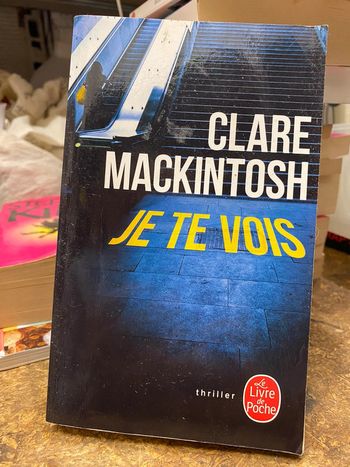 CLARE
MACKINTOSH
JE TE VOIS
thriller
Le
Livre
de
Poche